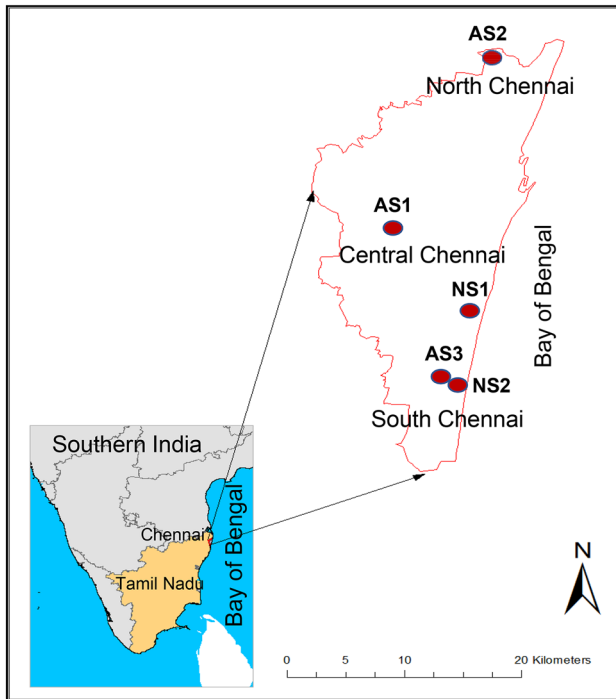 AS2
North Chennai
AS1
Central Chennai
NS1
AS3
NS2
South Chennai
Bay of Bengal
Southern India
Chennai
Tamil Nadu
Bay of Bengal
N
0 5 10 20 Kilometers